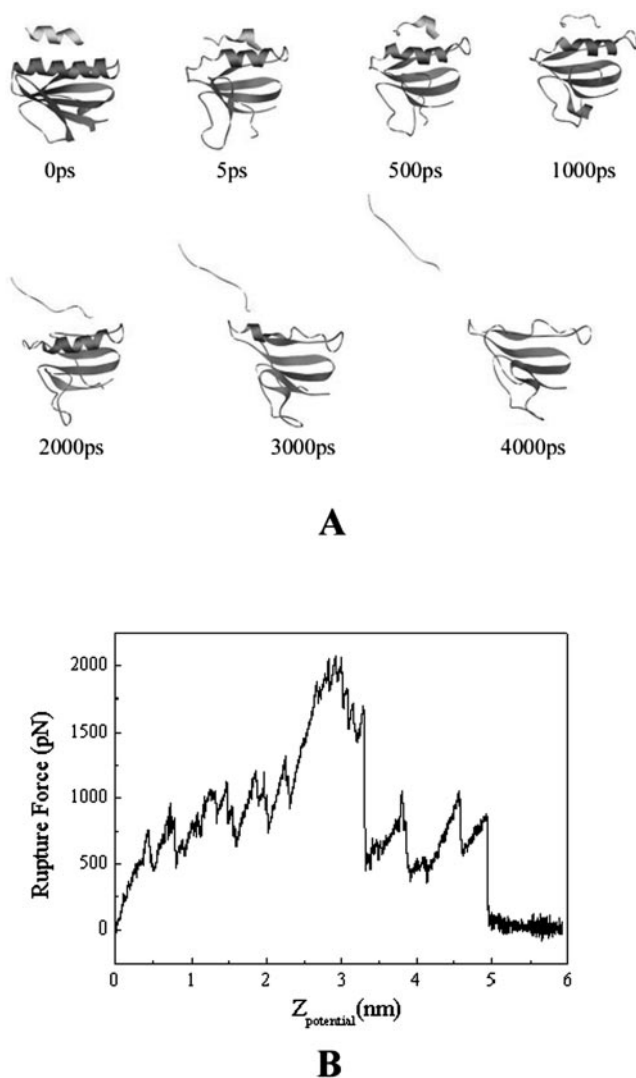 0ps 5ps 500ps 1000ps
2000ps 3000ps 4000ps
A
2000
1500
1000
500
0
Rupture Force (pN)
0 1 2 3 4 5 6
Zpotential(nm)
B